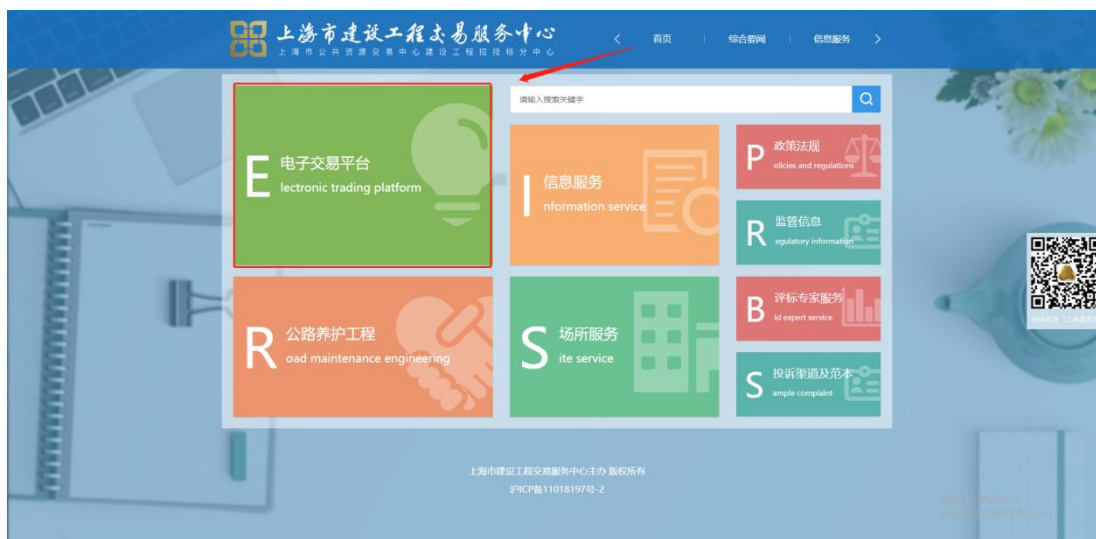 上海市建设工程交易服务中心
上海市公共资源交易中心建设工程招投标分中心
首页
综合要闻
信息服务
请输入搜索关键字
E 电子交易平台
lectronic trading platform
I 信息服务
nformation service
P 政策法规
olicies and regulations
R 监管信息
egulatory information
R 公路养护工程
oad maintenance engineering
S 场所服务
ite service
B 评标专家服务
id expert service
S 投诉渠道及范本
ample complaint
上海市建设工程交易服务中心主办 版权所有
沪ICP备11018197号-2